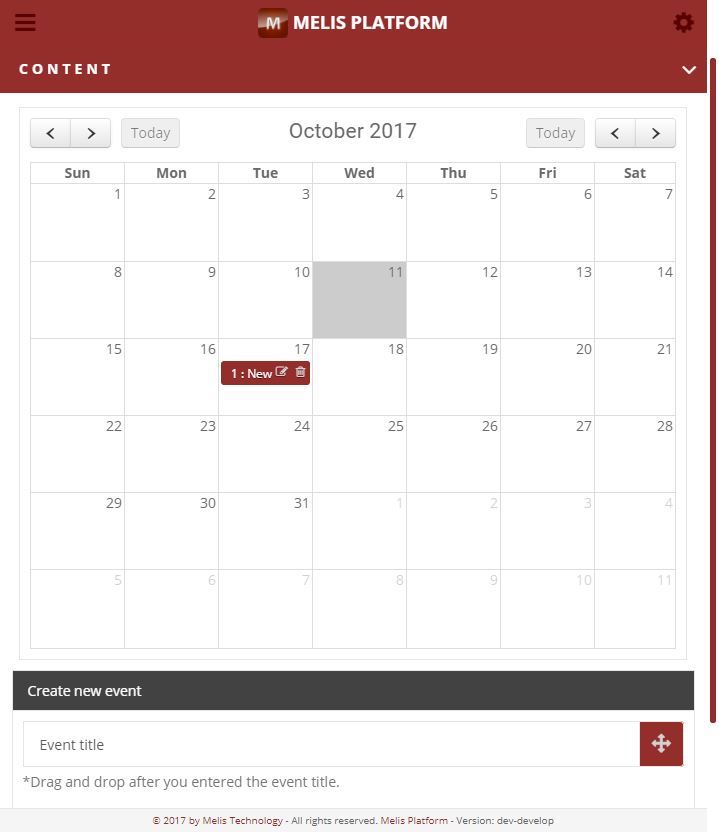 M MELIS PLATFORM
CONTENT
Today October 2017 Today
Sun Mon Tue Wed Thu Fri Sat
1 2 3 4 5 6 7
8 9 10 11 12 13 14
15 16 17 18 19 20 21
1 : New
22 23 24 25 26 27 28
29 30 31 1 2 3 4
5 6 7 8 9 10 11
Create new event
Event title
*Drag and drop after you entered the event title.
© 2017 by Melis Technology - All rights reserved. Melis Platform - Version: dev-develop